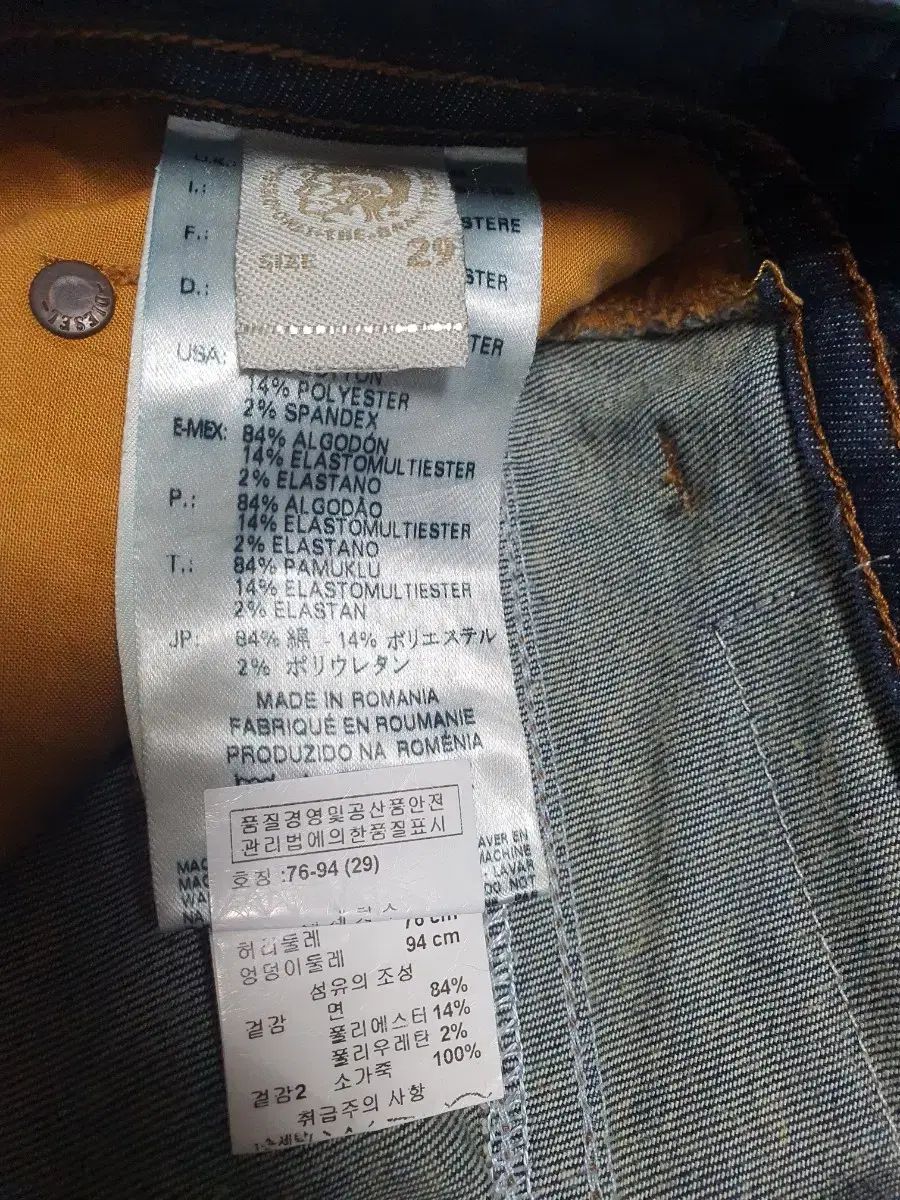 I.:
F.:
STERE
SIZE 29
D.:
STER
DIESEL
USA:
TER
14% POLYESTER
2% SPANDEX
E-MEX: 84% ALGODÓN
14% ELASTOMULTIESTER
2% ELASTANO
P.: 84% ALGODÃO
14% ELASTOMULTIESTER
2% ELASTANO
T.: 84% PAMUKLU
14% ELASTOMULTIESTER
2% ELASTAN
JP: 84% 綿 - 14% ポリエステル
2% ポリウレタン
MADE IN ROMANIA
FABRIQUÉ EN ROUMANIE
PRODUZIDO NA ROMÉNIA
품질경영및공산품안전
관리법에의한품질표시
AVER EN
MACHINE
LAVAR
호칭 :76-94 (29)
허리둘레 76 cm
엉덩이둘레 94 cm
섬유의 조성
겉감 면 84%
폴리에스터 14%
폴리우레탄 2%
겉감2 소가죽 100%
취급주의 사항